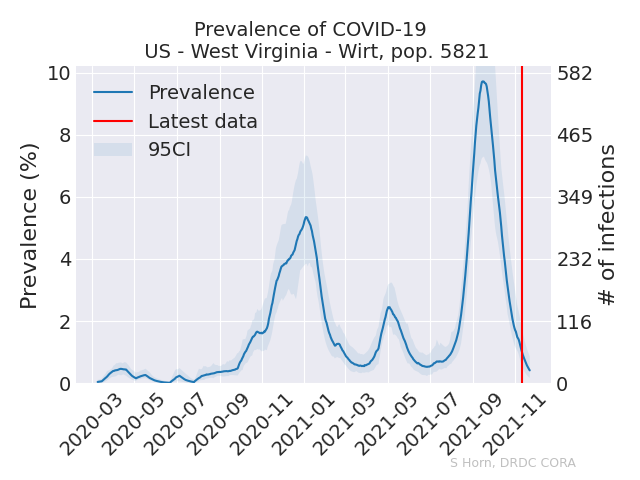 Prevalence of COVID-19
US - West Virginia - Wirt, pop. 5821
Prevalence
Latest data
95CI
Prevalence (%)
10
8
6
4
2
0
582
465
349
232
116
0
# of infections
2020-03
2020-05
2020-07
2020-09
2020-11
2021-01
2021-03
2021-05
2021-07
2021-09
2021-11
S Horn, DRDC CORA